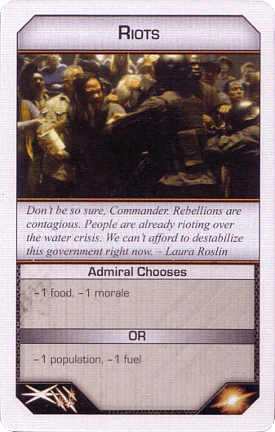 Riots
Don't be so sure, Commander. Rebellions are
contagious. People are already rioting over
the water crisis. We can't afford to destabilize
this government right now. – Laura Roslin
Admiral Chooses
-1 food, -1 morale
OR
-1 population, -1 fuel